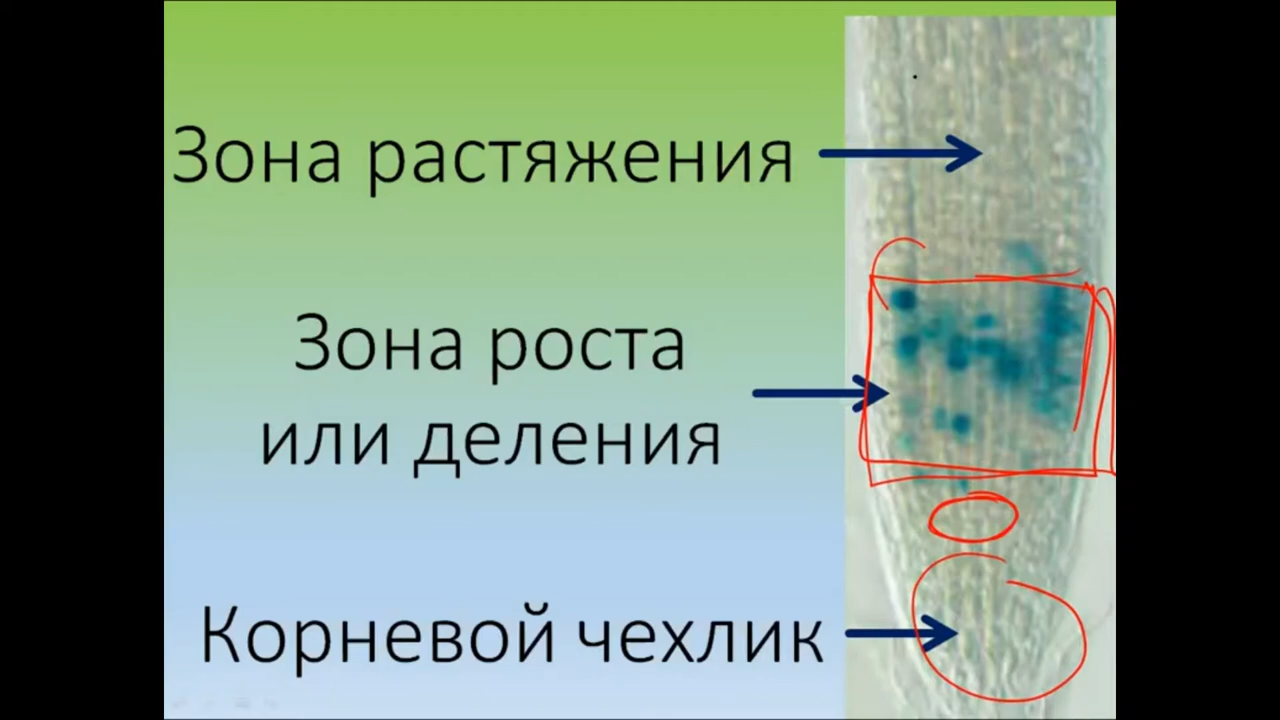 Зона растяжения
Зона роста
или деления
Корневой чехлик